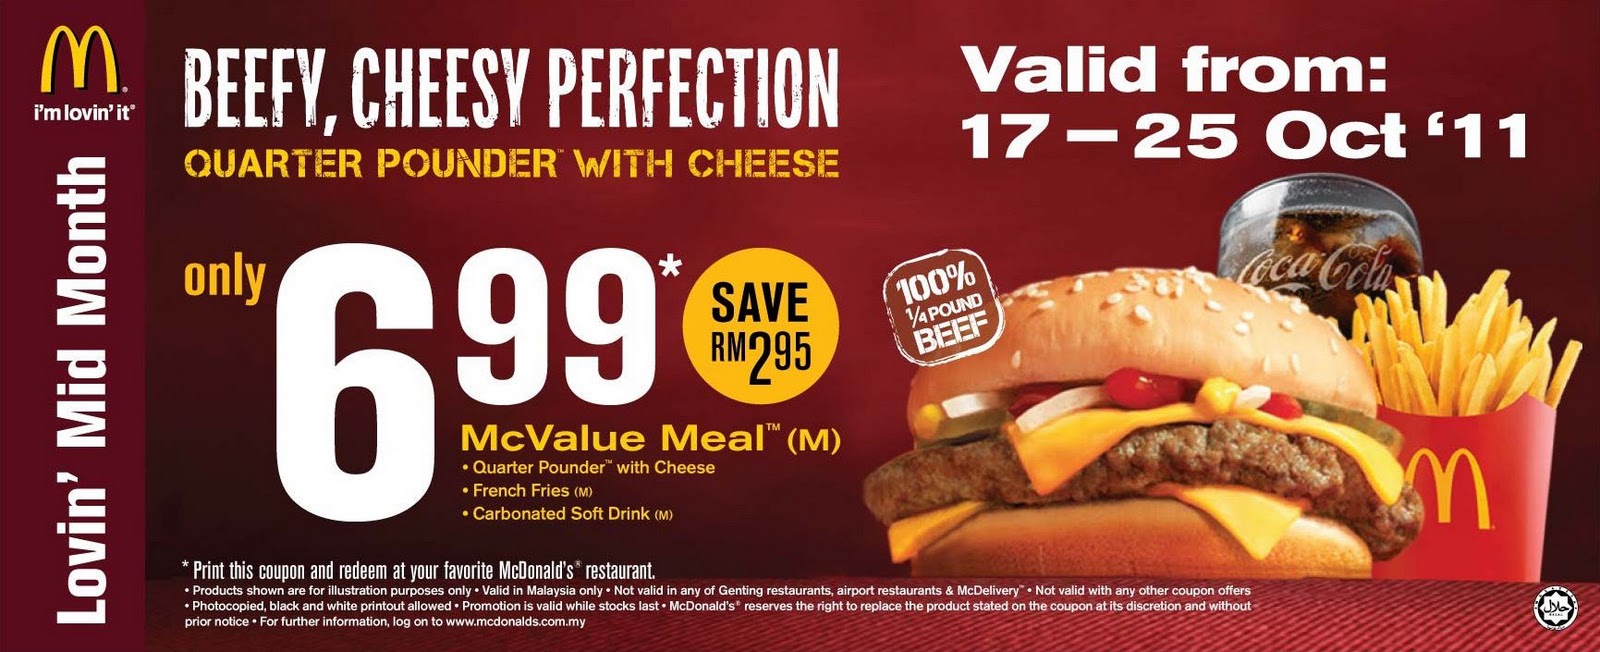 i'm lovin' it®
Lovin' Mid Month
BEEFY, CHEESY PERFECTION
QUARTER POUNDER™ WITH CHEESE
only 6 99*
SAVE
RM2 95
McValue Meal™ (M)
• Quarter Pounder™ with Cheese
• French Fries (M)
• Carbonated Soft Drink (M)
Valid from:
17 – 25 Oct '11
100%
1/4 POUND
BEEF
Coca-Cola
* Print this coupon and redeem at your favorite McDonald's® restaurant.
• Products shown are for illustration purposes only • Valid in Malaysia only • Not valid in any of Genting restaurants, airport restaurants & McDelivery™ • Not valid with any other coupon offers
• Photocopied, black and white printout allowed • Promotion is valid while stocks last • McDonald's® reserves the right to replace the product stated on the coupon at its discretion and without
prior notice • For further information, log on to www.mcdonalds.com.my
حلال